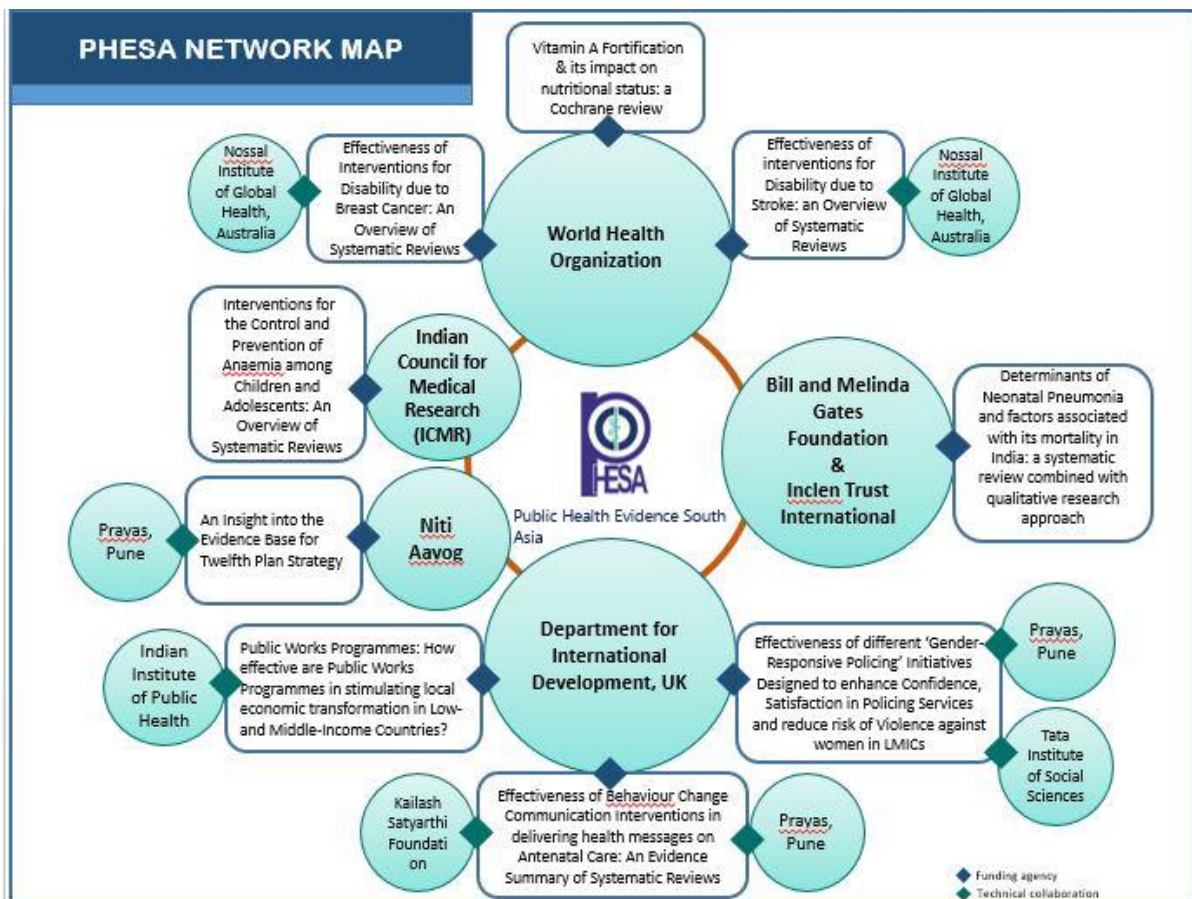 PHESA NETWORK MAP
Vitamin A Fortification
& its impact on
nutritional status: a
Cochrane review
Nossal
Institute
of Global
Health,
Australia
Effectiveness of
Interventions for
Disability due to
Breast Cancer: An
Overview of
Systematic Reviews
World Health
Organization
Effectiveness of
interventions for
Disability due to
Stroke: an Overview
of Systematic
Reviews
Nossal
Institute
of Global
Health,
Australia
Interventions for
the Control and
Prevention of
Anaemia among
Children and
Adolescents: An
Overview of
Systematic Reviews
Indian
Council for
Medical
Research
(ICMR)
PHESA
Public Health Evidence South
Asia
Bill and Melinda
Gates
Foundation
&
Inclen Trust
International
Determants of
Neonatal Pneumonia
and factors associated
with its mortality in
India: a systematic
review combined with
qualitative research
approach
Prayas,
Pune
An Insight into the
Evidence Base for
Twelfth Plan Strategy
Niti
Aayog
Indian
Institute
of Public
Health
Public Works Programmes: How
effective are Public Works
Programmes in stimulating local
economic transformation in Low-
and Middle-Income Countries?
Department for
International
Development, UK
Effectiveness of different ‘Gender-
Responsive Policing’ Initiatives
Designed to enhance Confidence,
Satisfaction in Policing Services
and reduce risk of Violence against
women in LMICs
Prayas,
Pune
Tata
Institute
of Social
Sciences
Kailash
Satyarthi
Foundati
on
Effectiveness of Behaviour Change
Communication interventions in
delivering health messages on
Antenatal Care: An Evidence
Summary of Systematic Reviews
Prayas,
Pune
Funding agency
Technical collaboration